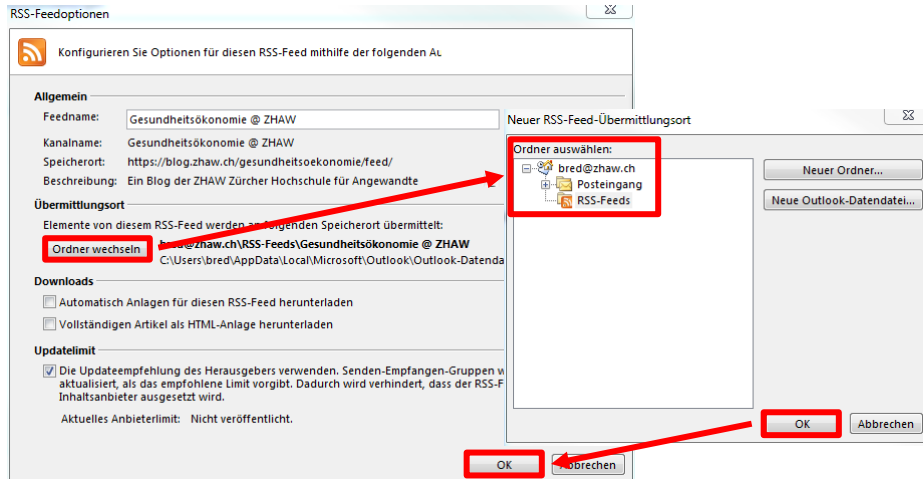 RSS-Feedoptionen
Konfigurieren Sie Optionen für diesen RSS-Feed mithilfe der folgenden
Allgemein
Feedname: Gesundheitsökonomie @ ZHAW
Kanalname: Gesundheitsökonomie @ ZHAW
Speicherort: https://blog.zhaw.ch/gesundheitsoekonomie/feed/
Beschreibung: Ein Blog der ZHAW Zürcher Hochschule für Angewandte
Übermittlungsort
Elemente von diesem RSS-Feed werden an folgenden Speicherort übermittelt:
Ordner wechseln bred@zhaw.ch\RSS-Feeds\Gesundheitsökonomie @ ZHAW
C:\Users\bred\AppData\Local\Microsoft\Outlook\Outlook-Datenda
Downloads
Automatisch Anlagen für diesen RSS-Feed herunterladen
Vollständigen Artikel als HTML-Anlage herunterladen
Updatelimit
Die Updateempfehlung des Herausgebers verwenden. Senden-Empfangen-Gruppen w
aktualisiert, als das empfohlene Limit vorgibt. Dadurch wird verhindert, dass der RSS-F
Inhaltsanbieter ausgesetzt wird.
Aktuelles Anbieterlimit: Nicht veröffentlicht.
OK Abbrechen
Neuer RSS-Feed-Übermittlungsort
Ordner auswählen:
bred@zhaw.ch
Posteingang
RSS-Feeds
Neuer Ordner...
Neue Outlook-Datendatei...
OK Abbrechen